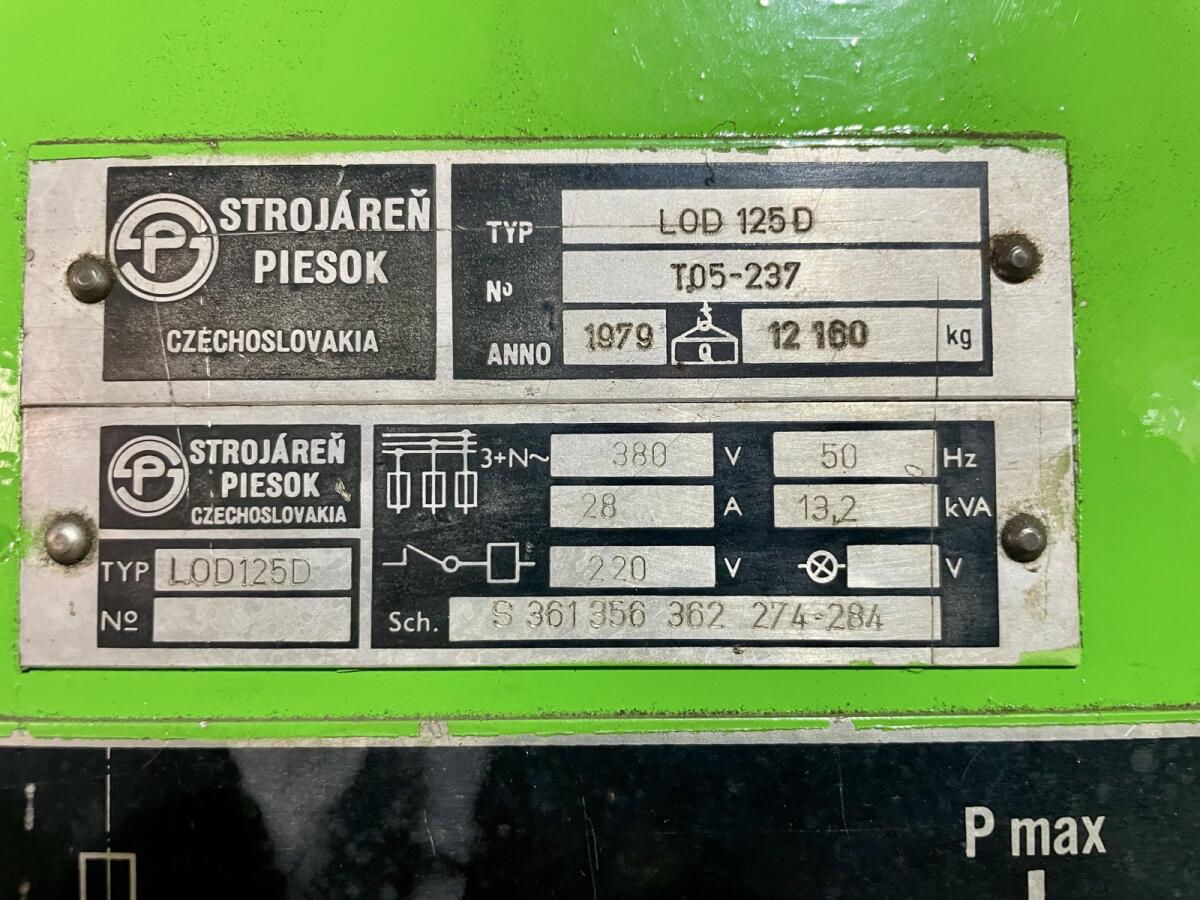 P
STROJÁREŇ
PIESOK
CZECHOSLOVAKIA
TYP LOD 125 D
Nº T05-237
ANNO 1979 Q 12 160 kg
P
STROJÁREŇ
PIESOK
CZECHOSLOVAKIA
TYP LOD125D
Nº
3+N~ 380 V 50 Hz
28 A 13,2 kVA
220 V V
Sch. S 361 356 362 274-284
P max